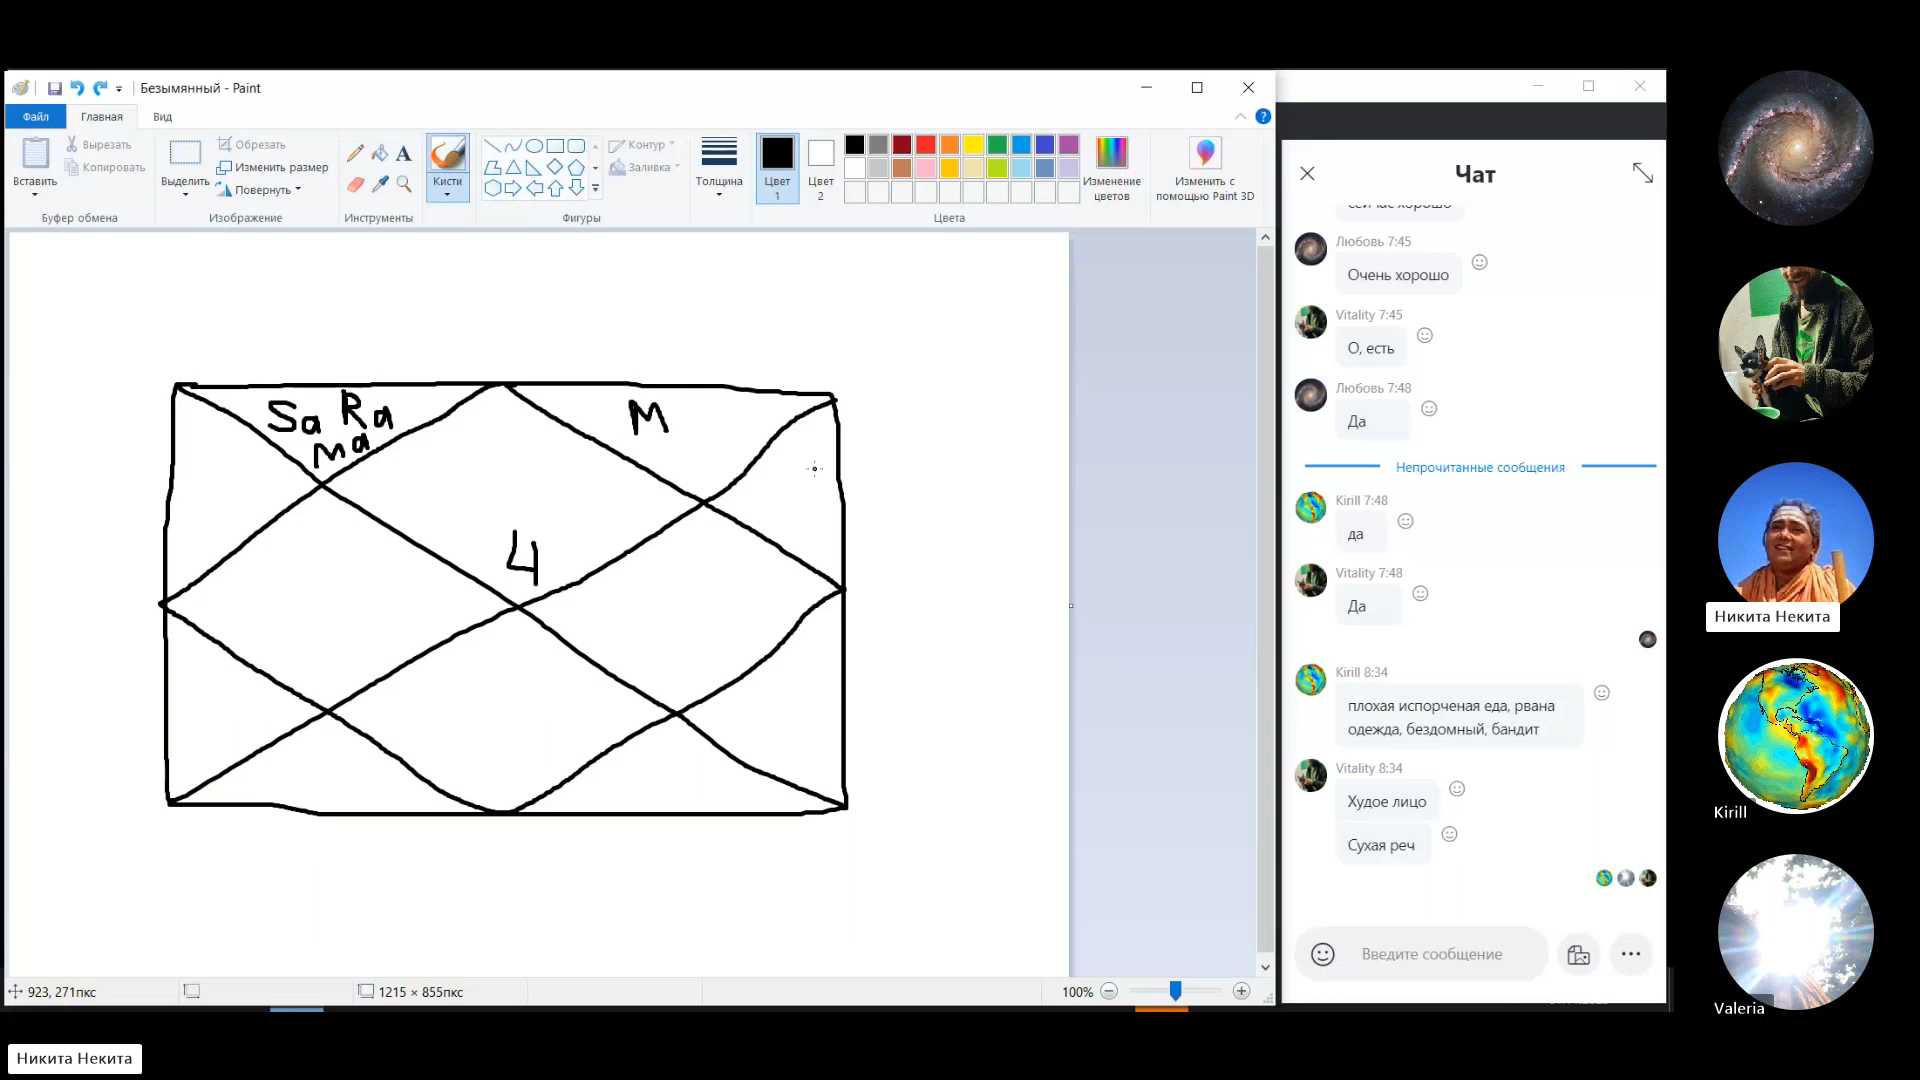 Безымянный - Paint
Файл
Главная
Вид
Вставить
Вырезать
Копировать
Буфер обмена
Выделить
Обрезать
Изменить размер
Повернуть
Изображение
A
Инструменты
Кисти
Контур
Заливка
Фигуры
Толщина
Цвет
1
Цвет
2
Изменение
цветов
Цвета
Изменить с
помощью Paint 3D
?
Sa Ra
Ma
M
4
923, 271пкс
1215 × 855пкс
100%
Никита Некита
Чат
сейчас хорошо
Любовь 7:45
Очень хорошо
Vitality 7:45
О, есть
Любовь 7:48
Да
Непрочитанные сообщения
Kirill 7:48
да
Vitality 7:48
Да
Kirill 8:34
плохая испорченая еда, рвана
одежда, бездомный, бандит
Vitality 8:34
Худое лицо
Сухая реч
Введите сообщение
Никита Некита
Kirill
Valeria